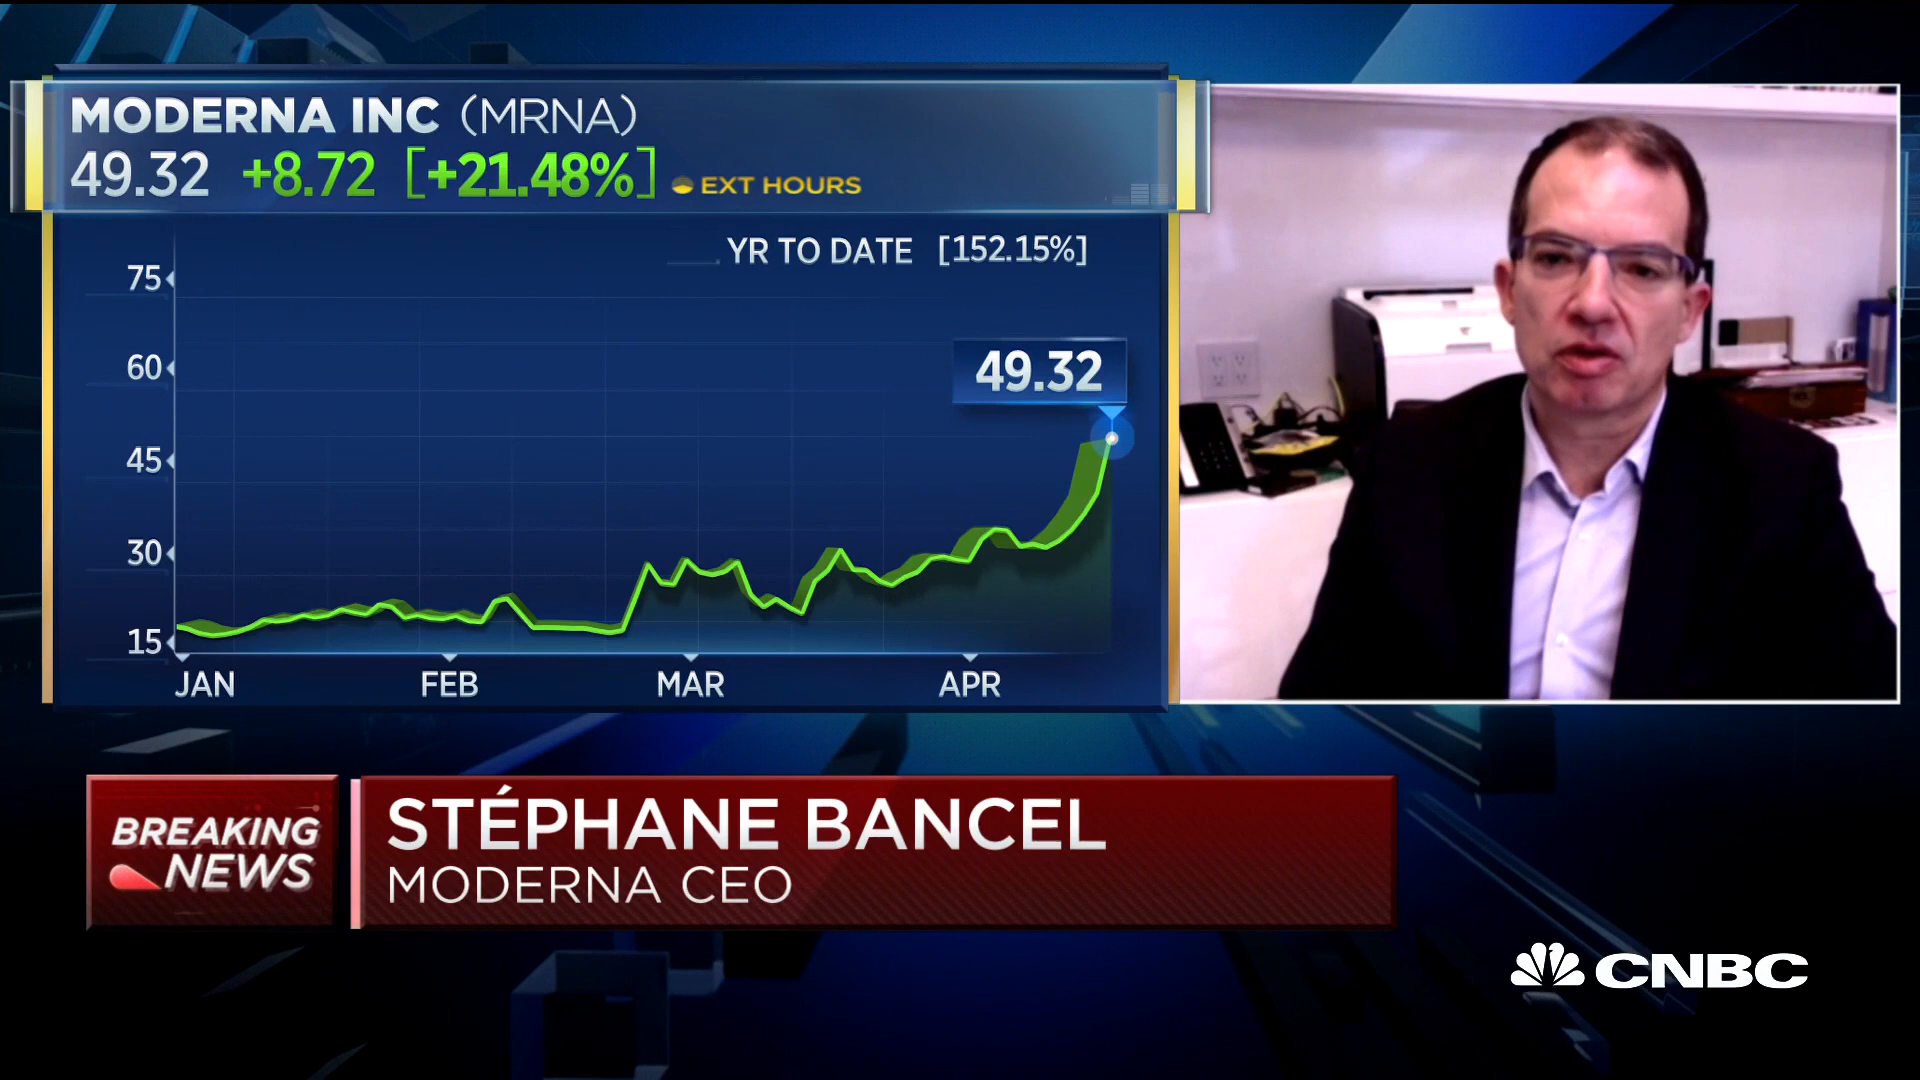 MODERNA INC (MRNA)
49.32 +8.72 [+21.48%] EXT HOURS
YR TO DATE [152.15%]
75
60
45
30
15
49.32
JAN FEB MAR APR
BREAKING
NEWS
STÉPHANE BANCEL
MODERNA CEO
CNBC